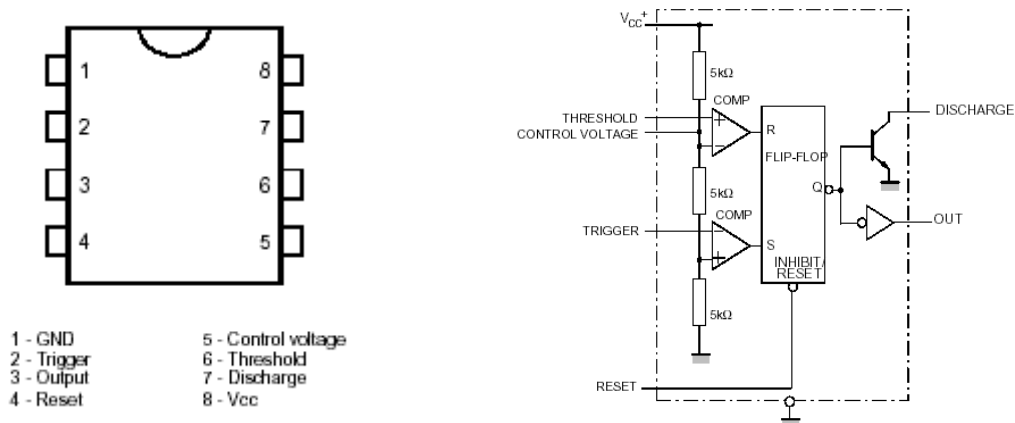 1
2
3
4
8
7
6
5
1 - GND
2 - Trigger
3 - Output
4 - Reset
5 - Control voltage
6 - Threshold
7 - Discharge
8 - Vcc
VCC+
5kΩ
COMP
THRESHOLD
CONTROL VOLTAGE
R
FLIP-FLOP
DISCHARGE
5kΩ
Q
COMP
TRIGGER
S
OUT
INHIBIT/
RESET
5kΩ
RESET